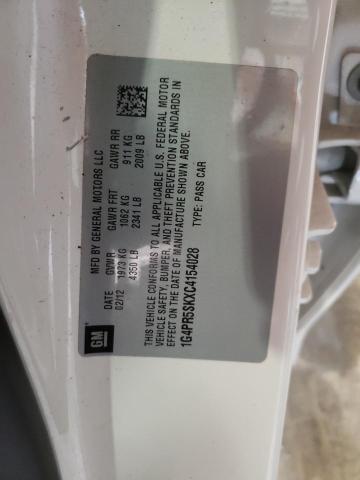 GM
MFD BY GENERAL MOTORS LLC
DATE GVWR GAWR FRT GAWR RR
02/12 1973 KG 1062 KG 911 KG
4350 LB 2341 LB 2009 LB
THIS VEHICLE CONFORMS TO ALL APPLICABLE U.S. FEDERAL MOTOR
VEHICLE SAFETY, BUMPER, AND THEFT PREVENTION STANDARDS IN
EFFECT ON THE DATE OF MANUFACTURE SHOWN ABOVE.
1G4PR5SKXC4154028 TYPE: PASS CAR